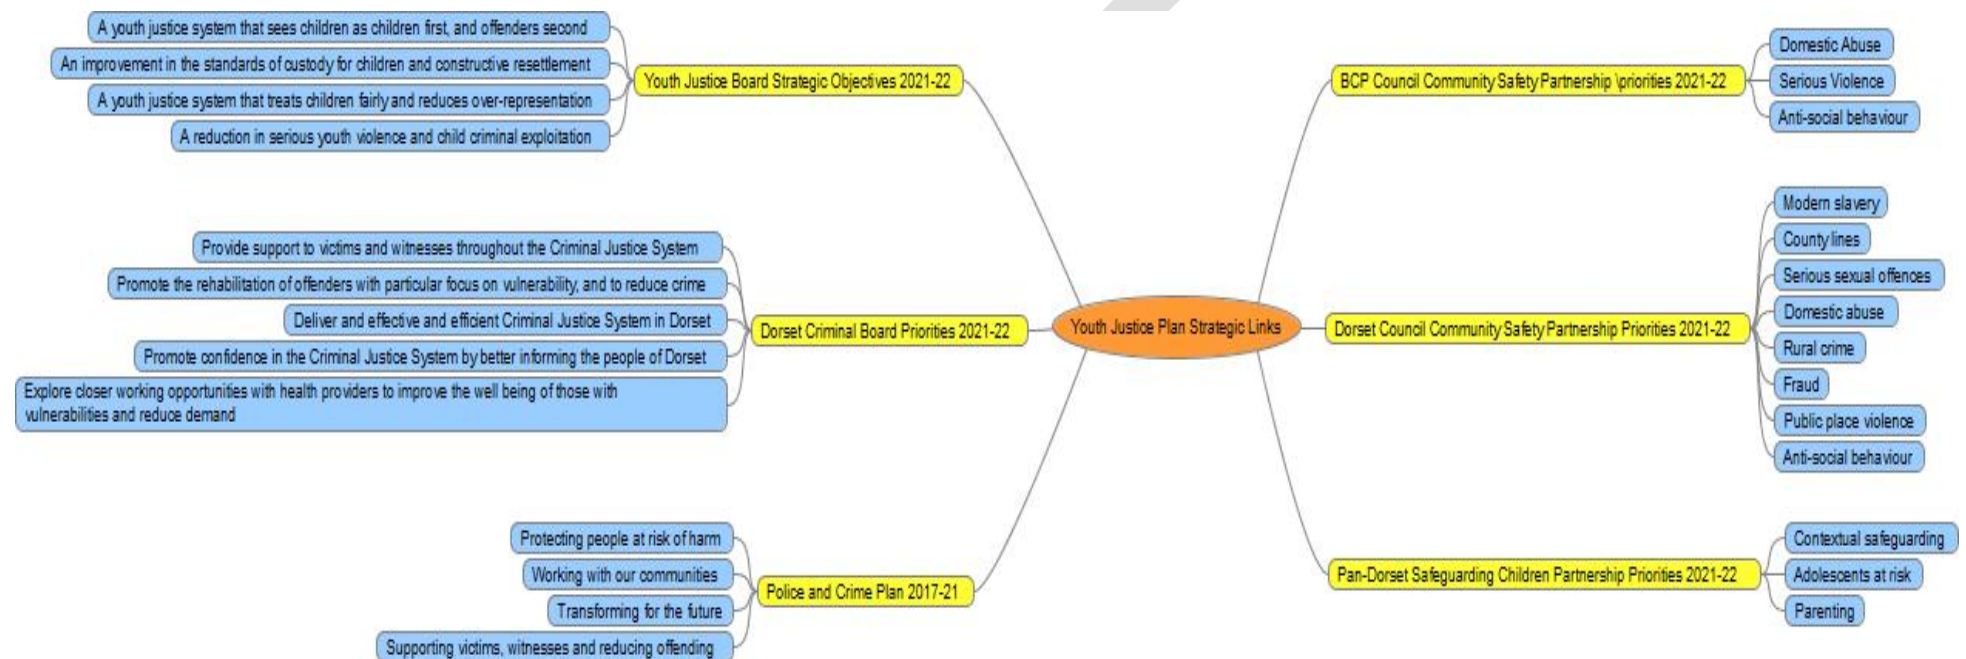 A youth justice system that sees children as children first, and offenders second
An improvement in the standards of custody for children and constructive resettlement
A youth justice system that treats children fairly and reduces over-representation
A reduction in serious youth violence and child criminal exploitation
Youth Justice Board Strategic Objectives 2021-22
Provide support to victims and witnesses throughout the Criminal Justice System
Promote the rehabilitation of offenders with particular focus on vulnerability, and to reduce crime
Deliver and effective and efficient Criminal Justice System in Dorset
Promote confidence in the Criminal Justice System by better informing the people of Dorset
Explore closer working opportunities with health providers to improve the well being of those with
vulnerabilities and reduce demand
Dorset Criminal Board Priorities 2021-22
Protecting people at risk of harm
Working with our communities
Transforming for the future
Supporting victims, witnesses and reducing offending
Police and Crime Plan 2017-21
Youth Justice Plan Strategic Links
BCP Council Community Safety Partnership \priorities 2021-22
Domestic Abuse
Serious Violence
Anti-social behaviour
Dorset Council Community Safety Partnership Priorities 2021-22
Modern slavery
County lines
Serious sexual offences
Domestic abuse
Rural crime
Fraud
Public place violence
Anti-social behaviour
Pan-Dorset Safeguarding Children Partnership Priorities 2021-22
Contextual safeguarding
Adolescents at risk
Parenting